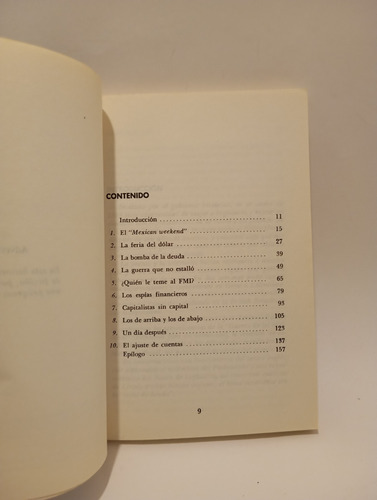 CONTENIDO
Introducción ........................ 11
1. El "Mexican weekend" ........................ 15
2. La feria del dólar ........................ 27
3. La bomba de la deuda ........................ 39
4. La guerra que no estalló ........................ 49
5. ¿Quién le teme al FMI? ........................ 65
6. Los espías financieros ........................ 79
7. Capitalistas sin capital ........................ 93
8. Los de arriba y los de abajo ........................ 105
9. Un día después ........................ 123
10. El ajuste de cuentas ........................ 137
Epílogo ........................ 157
9